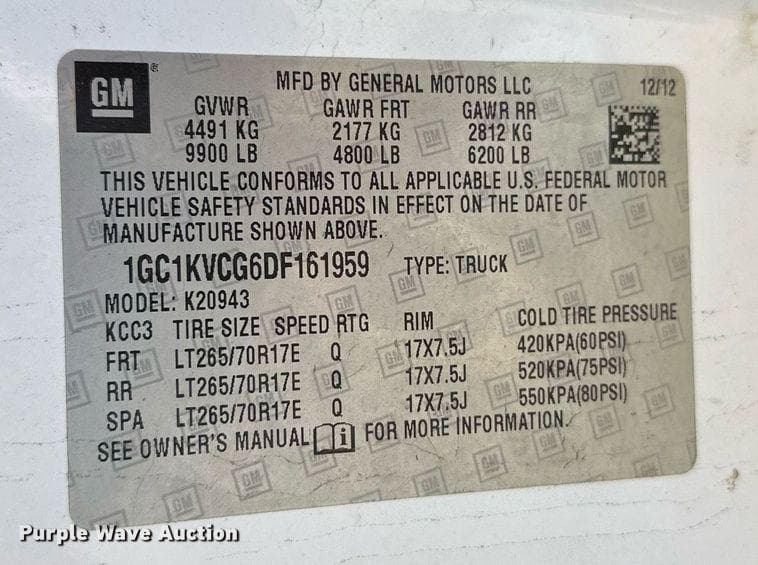 GM
MFD BY GENERAL MOTORS LLC 12/12
GVWR GAWR FRT GAWR RR
4491 KG 2177 KG 2812 KG
9900 LB 4800 LB 6200 LB
THIS VEHICLE CONFORMS TO ALL APPLICABLE U.S. FEDERAL MOTOR
VEHICLE SAFETY STANDARDS IN EFFECT ON THE DATE OF
MANUFACTURE SHOWN ABOVE.
1GC1KVCG6DF161959 TYPE: TRUCK
MODEL: K20943
KCC3 TIRE SIZE SPEED RTG RIM COLD TIRE PRESSURE
FRT LT265/70R17E Q 17X7.5J 420KPA(60PSI)
RR LT265/70R17E Q 17X7.5J 520KPA(75PSI)
SPA LT265/70R17E Q 17X7.5J 550KPA(80PSI)
SEE OWNER'S MANUAL i FOR MORE INFORMATION.
Purple Wave Auction